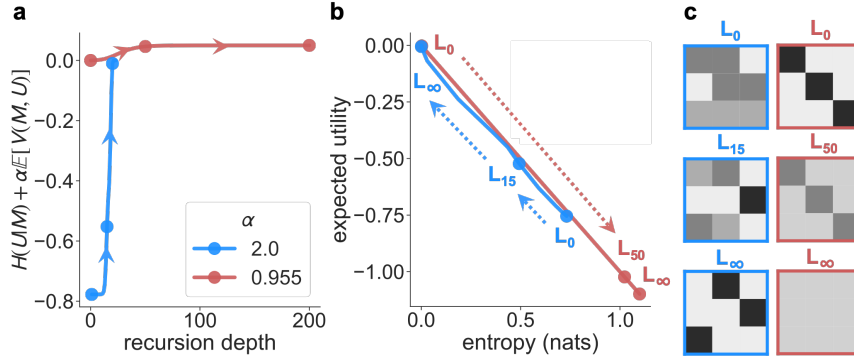 a
H(U|M) + α𝔼[V(M, U)]
0.0
−0.2
−0.4
−0.6
−0.8
0
100
200
recursion depth
α
2.0
0.955
b
expected utility
0.00
−0.25
−0.50
−0.75
−1.00
0.0
0.5
1.0
entropy (nats)
L₀
L∞
L₁₅
L₀
L₅₀
L∞
c
L₀ L₀
L₁₅ L₅₀
L∞ L∞